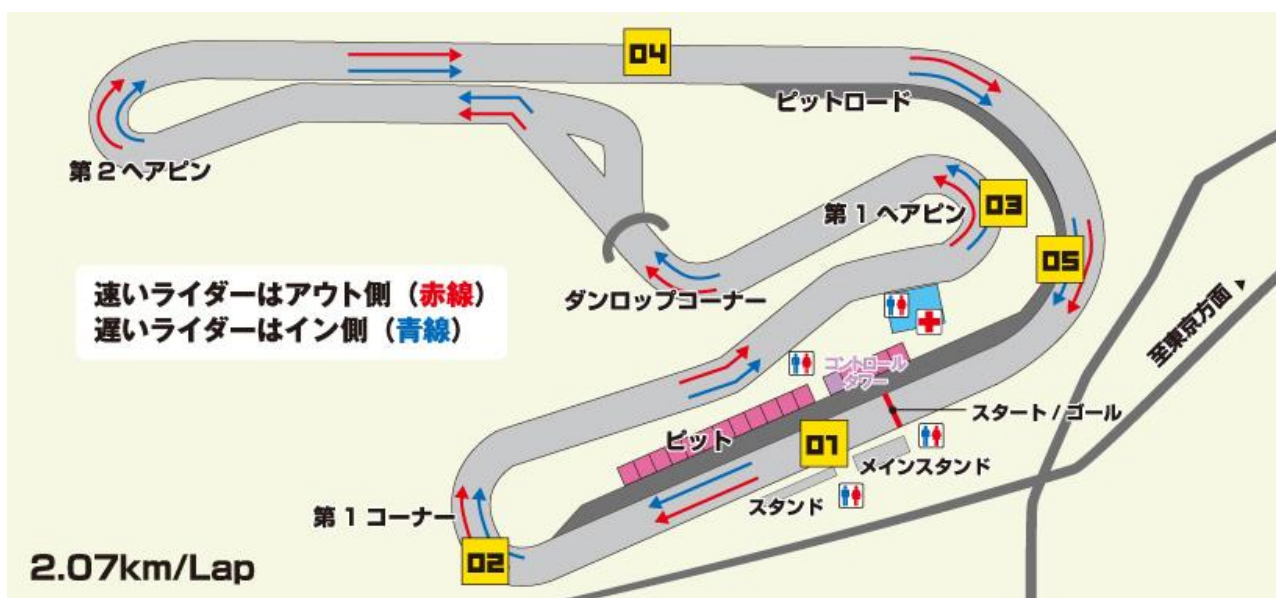 04
ピットロード
第2ヘアピン
第1ヘアピン
03
05
速いライダーはアウト側（赤線）
遅いライダーはイン側（青線）
ダンロップコーナー
至東京方面
コントロール
タワー
スタート/ゴール
ピット
01
メインスタンド
スタンド
第1コーナー
02
2.07km/Lap